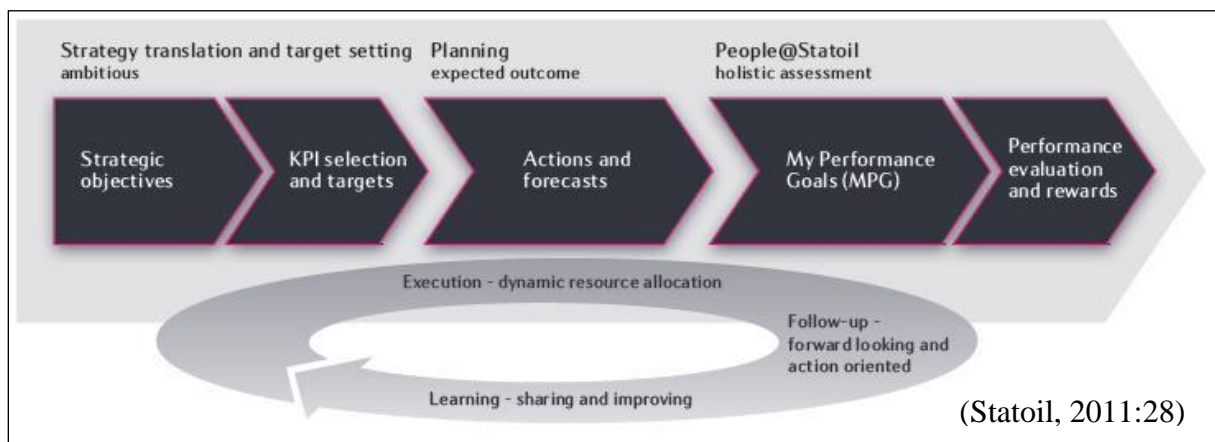 Strategy translation and target setting
ambitious
Planning
expected outcome
People@Statoil
holistic assessment
Strategic
objectives
KPI selection
and targets
Actions and
forecasts
My Performance
Goals (MPG)
Performance
evaluation
and rewards
Execution - dynamic resource allocation
Follow-up -
forward looking and
action oriented
Learning - sharing and improving
(Statoil, 2011:28)